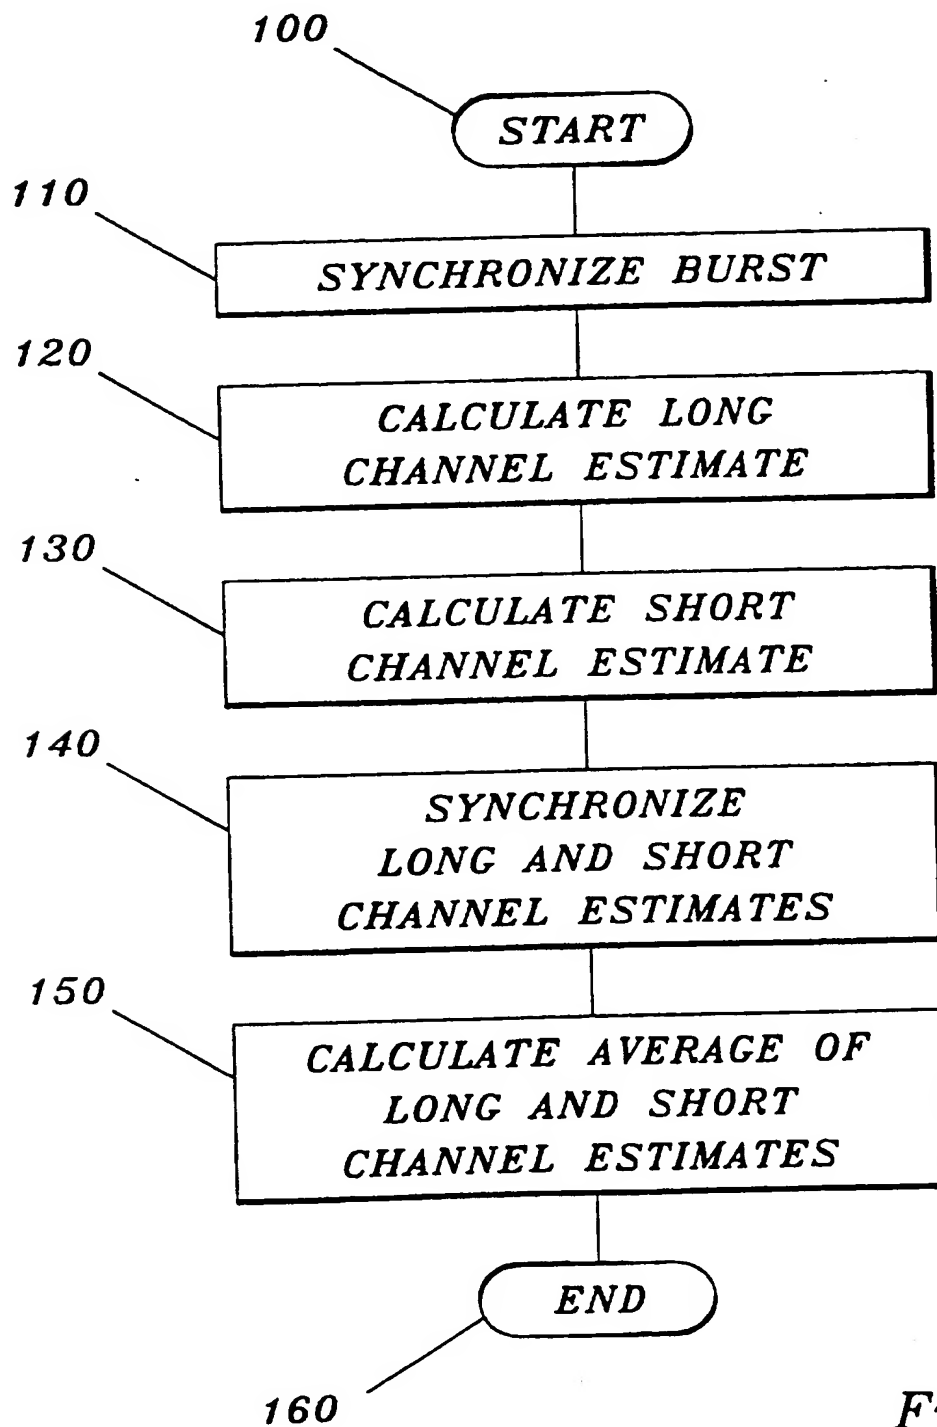 100
START
110
SYNCHRONIZE BURST
120
CALCULATE LONG
CHANNEL ESTIMATE
130
CALCULATE SHORT
CHANNEL ESTIMATE
140
SYNCHRONIZE
LONG AND SHORT
CHANNEL ESTIMATES
150
CALCULATE AVERAGE OF
LONG AND SHORT
CHANNEL ESTIMATES
END
160